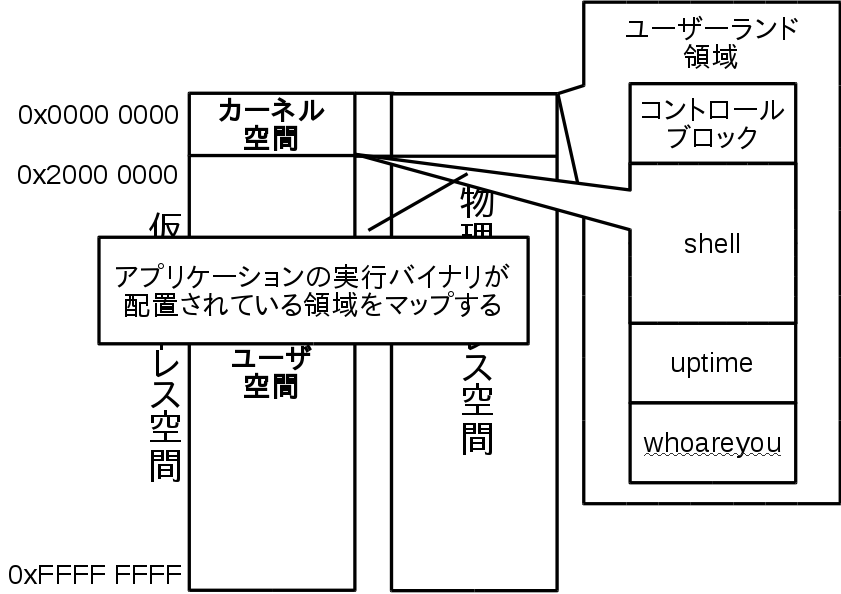 ユーザーランド
領域
コントロール
ブロック
shell
uptime
whoareyou
0x0000 0000
カーネル
空間
0x2000 0000
仮
レス空間
物理
レス空間
アプリケーションの実行バイナリが
配置されている領域をマップする
ユーザ
空間
0xFFFF FFFF